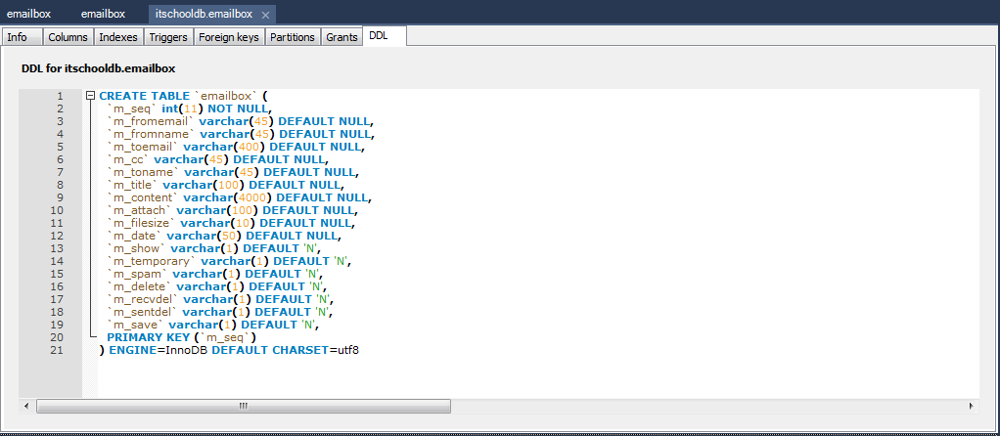 emailbox emailbox itschooldb.emailbox
Info Columns Indexes Triggers Foreign keys Partitions Grants DDL
DDL for itschooldb.emailbox
1 CREATE TABLE `emailbox` (
2 `m_seq` int(11) NOT NULL,
3 `m_fromemail` varchar(45) DEFAULT NULL,
4 `m_fromname` varchar(45) DEFAULT NULL,
5 `m_toemail` varchar(400) DEFAULT NULL,
6 `m_cc` varchar(45) DEFAULT NULL,
7 `m_toname` varchar(45) DEFAULT NULL,
8 `m_title` varchar(100) DEFAULT NULL,
9 `m_content` varchar(4000) DEFAULT NULL,
10 `m_attach` varchar(100) DEFAULT NULL,
11 `m_filesize` varchar(10) DEFAULT NULL,
12 `m_date` varchar(50) DEFAULT NULL,
13 `m_show` varchar(1) DEFAULT 'N',
14 `m_temporary` varchar(1) DEFAULT 'N',
15 `m_spam` varchar(1) DEFAULT 'N',
16 `m_delete` varchar(1) DEFAULT 'N',
17 `m_recvdel` varchar(1) DEFAULT 'N',
18 `m_sentdel` varchar(1) DEFAULT 'N',
19 `m_save` varchar(1) DEFAULT 'N',
20 PRIMARY KEY (`m_seq`)
21 ) ENGINE=InnoDB DEFAULT CHARSET=utf8